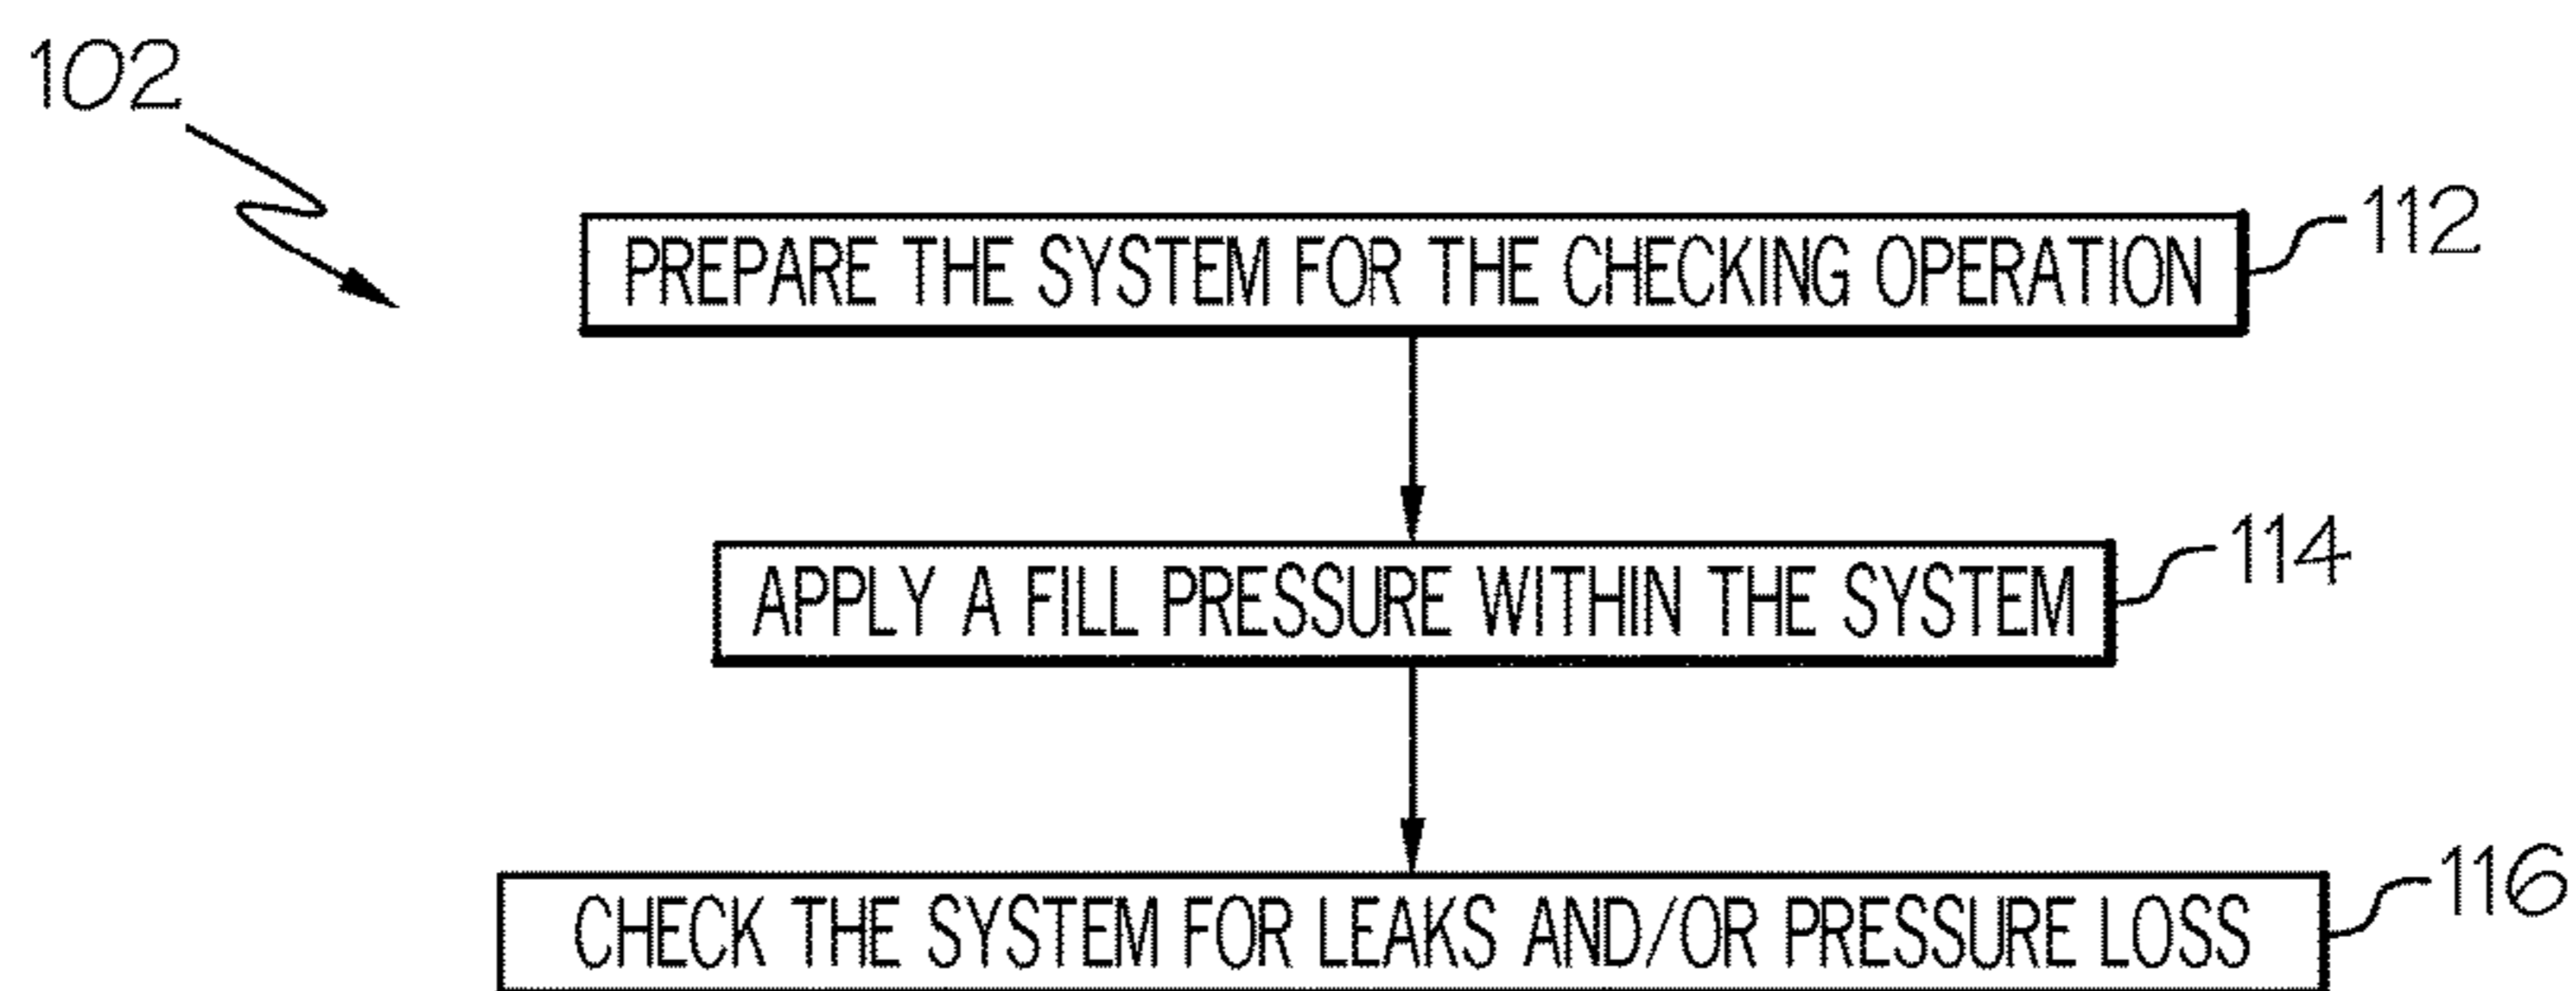 102
PREPARE THE SYSTEM FOR THE CHECKING OPERATION
112
APPLY A FILL PRESSURE WITHIN THE SYSTEM
114
CHECK THE SYSTEM FOR LEAKS AND/OR PRESSURE LOSS
116